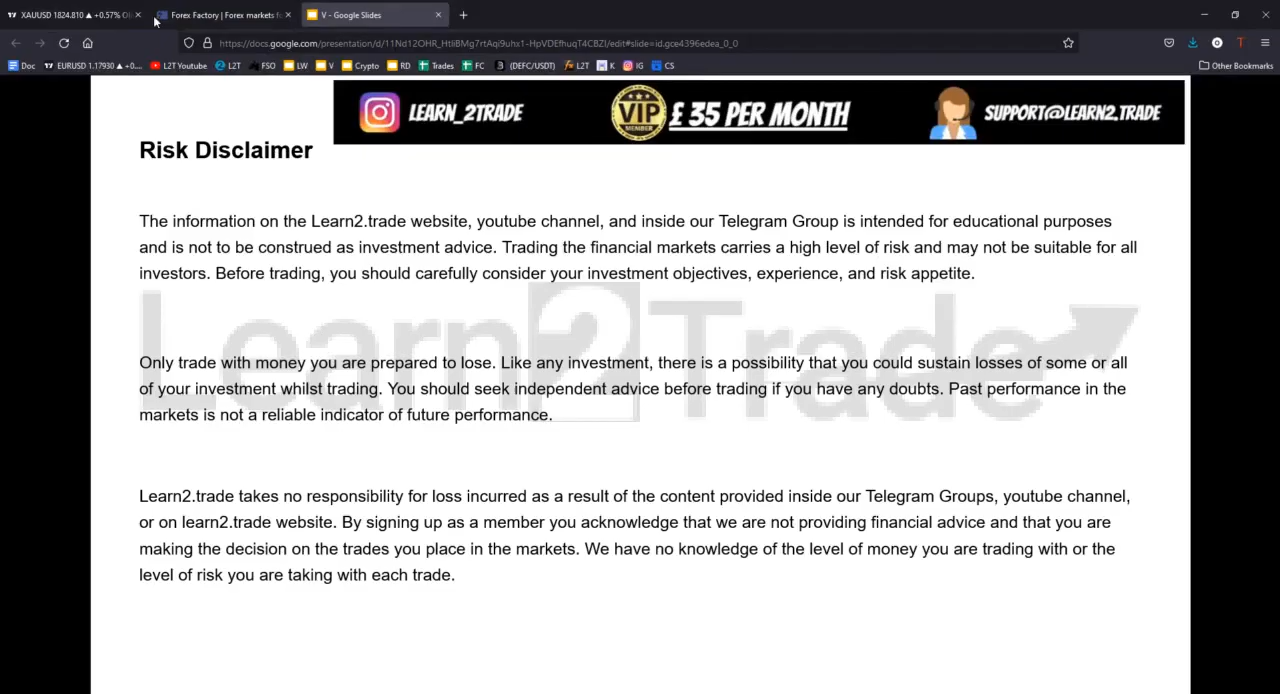 XAUUSD 1824.810 ▲ +0.57%
Forex Factory | Forex markets
V - Google Slides
Doc
EURUSD 1.17930 ▲ +0....
L2T Youtube
L2T
FSO
LW
V
Crypto
RD
Trades
FC
(DEFC/USDT)
L2T
K
IG
CS
Other Bookmarks
LEARN_2TRADE
VIP
MEMBER
£ 35 PER MONTH
SUPPORT@LEARN2.TRADE
Risk Disclaimer
The information on the Learn2.trade website, youtube channel, and inside our Telegram Group is intended for educational purposes
and is not to be construed as investment advice. Trading the financial markets carries a high level of risk and may not be suitable for all
investors. Before trading, you should carefully consider your investment objectives, experience, and risk appetite.
Learn2Trade
Only trade with money you are prepared to lose. Like any investment, there is a possibility that you could sustain losses of some or all
of your investment whilst trading. You should seek independent advice before trading if you have any doubts. Past performance in the
markets is not a reliable indicator of future performance.
Learn2.trade takes no responsibility for loss incurred as a result of the content provided inside our Telegram Groups, youtube channel,
or on learn2.trade website. By signing up as a member you acknowledge that we are not providing financial advice and that you are
making the decision on the trades you place in the markets. We have no knowledge of the level of money you are trading with or the
level of risk you are taking with each trade.